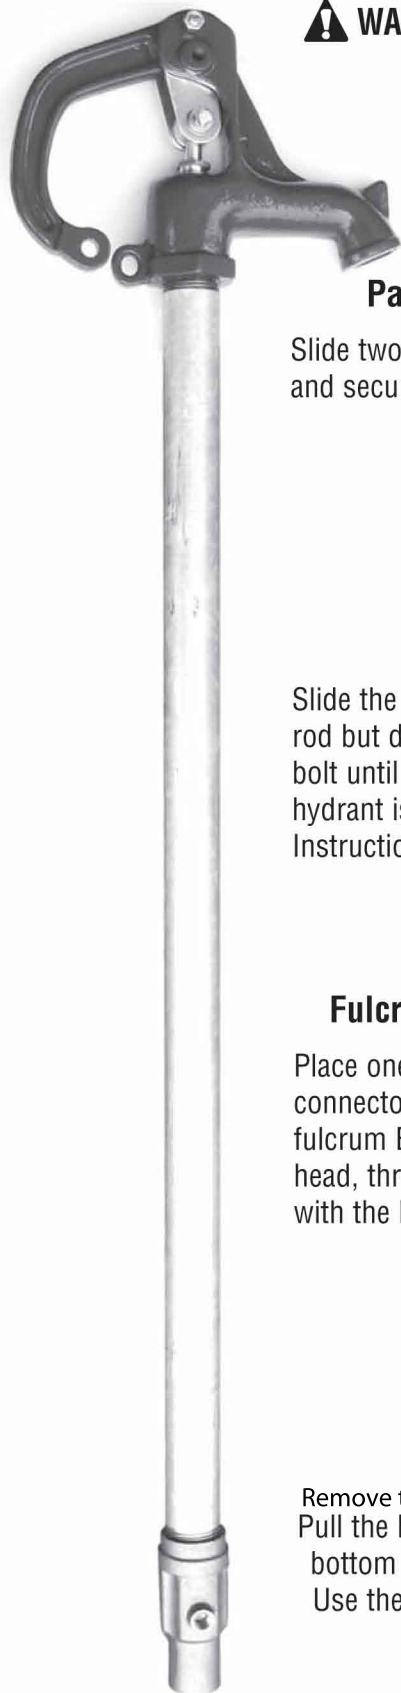 WA
Pa
Slide two
and secu
Slide the
rod but d
bolt until
hydrant is
Instructio
Fulcr
Place one
connecto
fulcrum
head, thr
with the
Remove t
Pull the
bottom
Use the